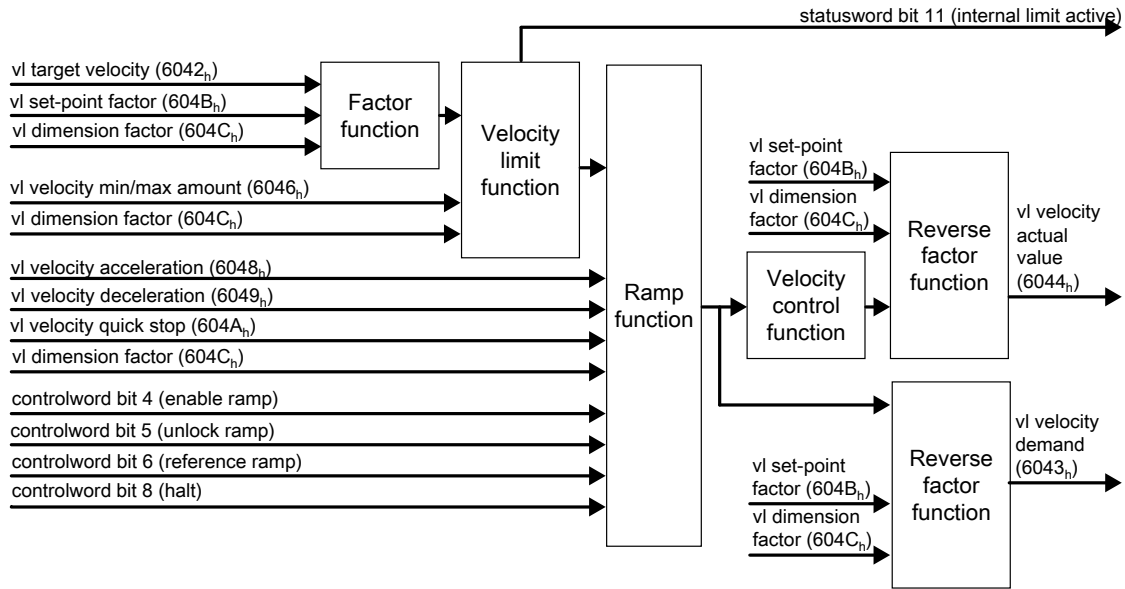 statusword bit 11 (internal limit active)
vl target velocity (6042h)
vl set-point factor (604Bh)
vl dimension factor (604Ch)
Factor
function
vl velocity min/max amount (6046h)
vl dimension factor (604Ch)
Velocity
limit
function
vl velocity acceleration (6048h)
vl velocity deceleration (6049h)
vl velocity quick stop (604Ah)
vl dimension factor (604Ch)
controlword bit 4 (enable ramp)
controlword bit 5 (unlock ramp)
controlword bit 6 (reference ramp)
controlword bit 8 (halt)
Ramp
function
vl set-point
factor (604Bh)
vl dimension
factor (604Ch)
Velocity
control
function
Reverse
factor
function
vl velocity
actual
value
(6044h)
vl set-point
factor (604Bh)
vl dimension
factor (604Ch)
Reverse
factor
function
vl velocity
demand
(6043h)